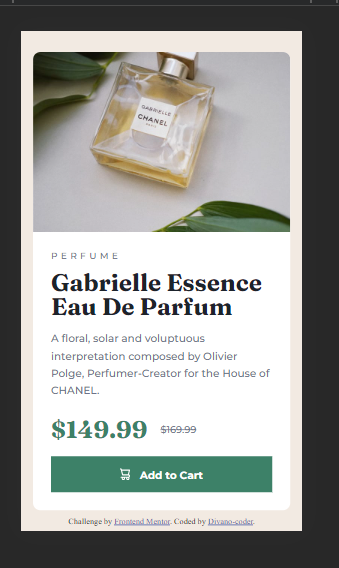 GABRIELLE
CHANEL
PARIS
PERFUME
Gabrielle Essence
Eau De Parfum
A floral, solar and voluptuous
interpretation composed by Olivier
Polge, Perfumer-Creator for the House of
CHANEL.
$149.99 $169.99
Add to Cart
Challenge by Frontend Mentor. Coded by Divano-coder.